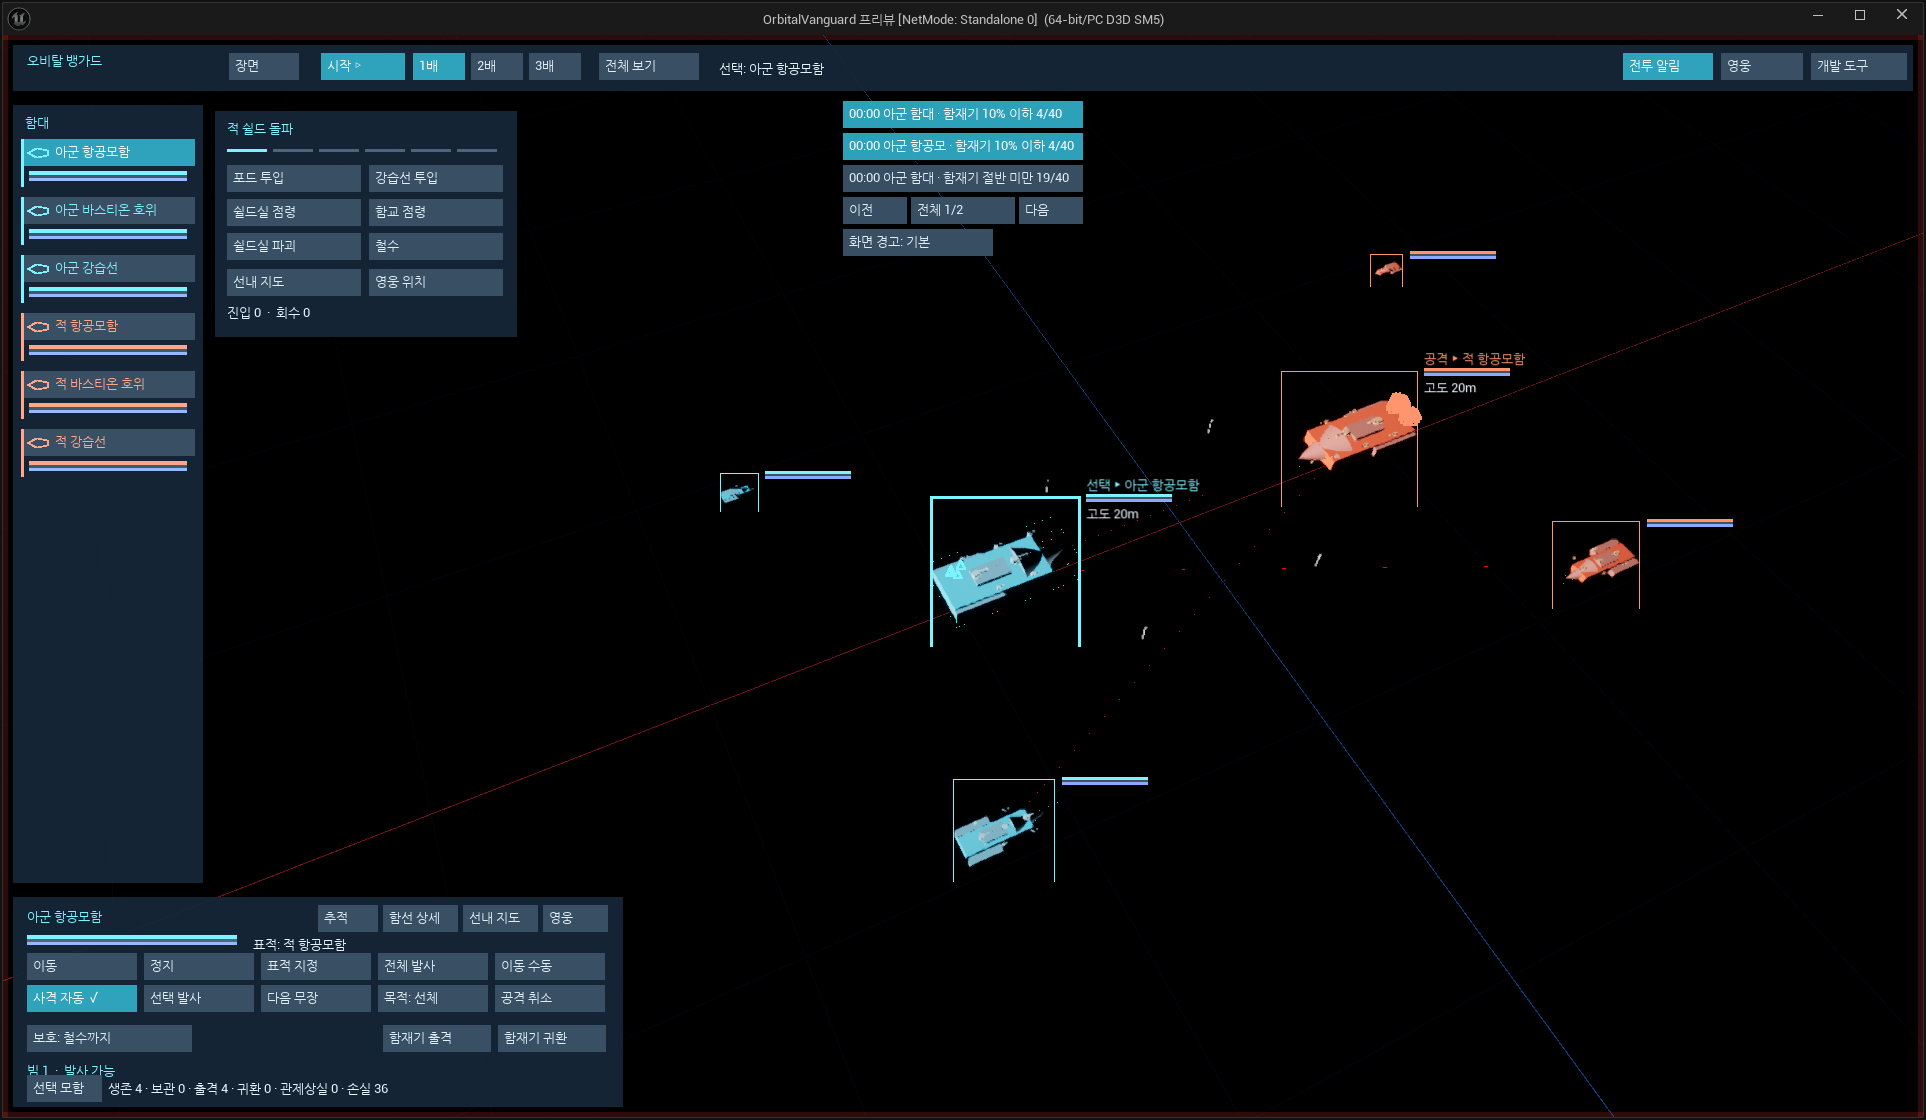 OrbitalVanguard 프리뷰 [NetMode: Standalone 0] (64-bit/PC D3D SM5)
오비탈 뱅가드
장면
시작 ▷
1배
2배
3배
전체 보기
선택: 아군 항공모함
전투 알림
영웅
개발 도구
함대
아군 항공모함
아군 바스티온 호위
아군 강습선
적 항공모함
적 바스티온 호위
적 강습선
적 쉴드 돌파
포드 투입
강습선 투입
쉴드실 점령
함교 점령
쉴드실 파괴
철수
선내 지도
영웅 위치
진입 0 · 회수 0
00:00 아군 함대 · 함재기 10% 이하 4/40
00:00 아군 항공모 · 함재기 10% 이하 4/40
00:00 아군 함대 · 함재기 절반 미만 19/40
이전
전체 1/2
다음
화면 경고: 기본
공격 ▶ 적 항공모함
고도 20m
선택 ▶ 아군 항공모함
고도 20m
아군 항공모함
추적
함선 상세
선내 지도
영웅
표적: 적 항공모함
이동
정지
표적 지정
전체 발사
이동 수동
사격 자동 √
선택 발사
다음 무장
목적: 선체
공격 취소
보호: 철수까지
함재기 출격
함재기 귀환
빔 1 · 발사 가능
선택 모함
생존 4 · 보관 0 · 출격 4 · 귀환 0 · 관제상실 0 · 손실 36